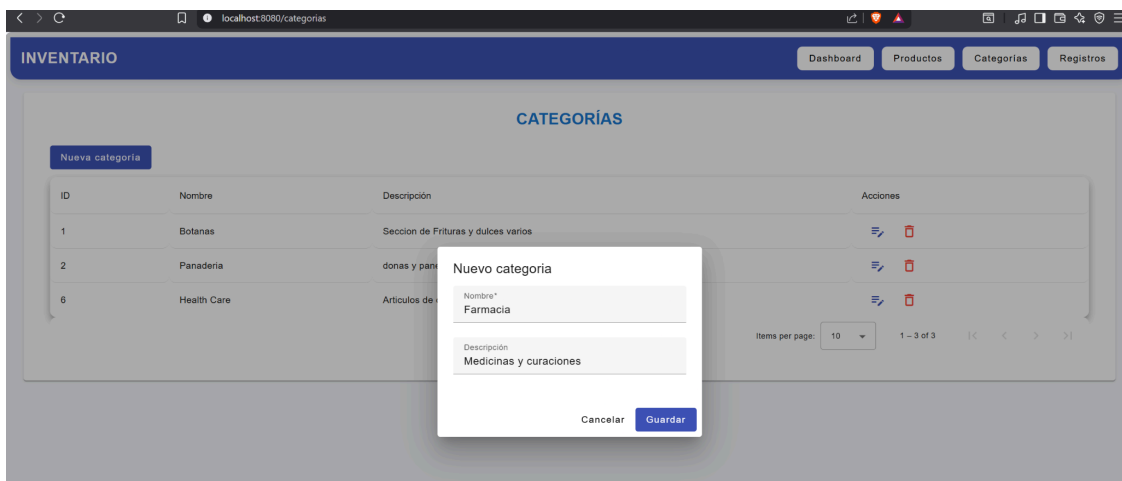 localhost:8080/categorias
INVENTARIO
Dashboard Productos Categorías Registros
CATEGORÍAS
Nueva categoría
ID Nombre Descripción Acciones
1 Botanas Seccion de Frituras y dulces varios
2 Panaderia donas y pane
6 Health Care Articulos de
Nuevo categoria
Nombre*
Farmacia
Descripción
Medicinas y curaciones
Cancelar Guardar
Items per page: 10 1 – 3 of 3